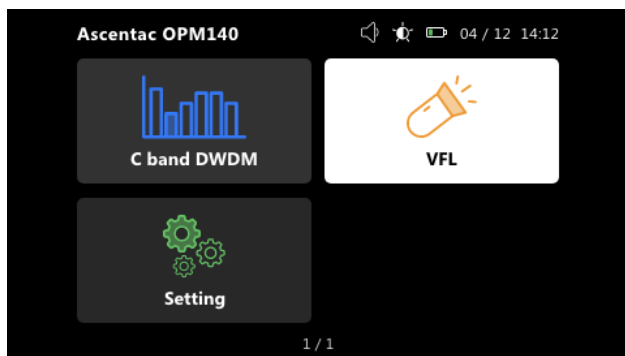 Ascentac OPM140 04 / 12 14:12
C band DWDM
VFL
Setting
1 / 1